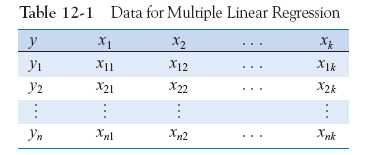 Table 12-1 Data for Multiple Linear Regression
y x₁ x₂ . . . xₖ
y₁ x₁₁ x₁₂ . . . x₁ₖ
y₂ x₂₁ x₂₂ . . . x₂ₖ
⋮ ⋮ ⋮ ⋮
yₙ xₙ₁ xₙ₂ . . . xₙₖ